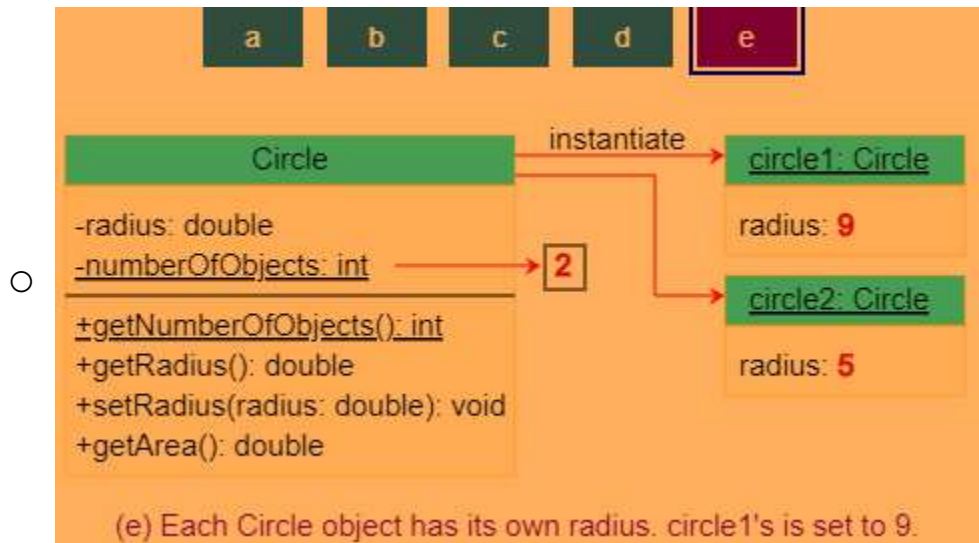 a b c d e
instantiate
Circle
circle1: Circle
-radius: double
radius: 9
-numberOfObjects: int
2
circle2: Circle
+getNumberOfObjects(): int
+getRadius(): double
radius: 5
+setRadius(radius: double): void
+getArea(): double
(e) Each Circle object has its own radius. circle1's is set to 9.